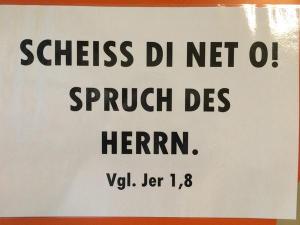 SCHEISS DI NET O!
SPRUCH DES
HERRN.
Vgl. Jer 1,8